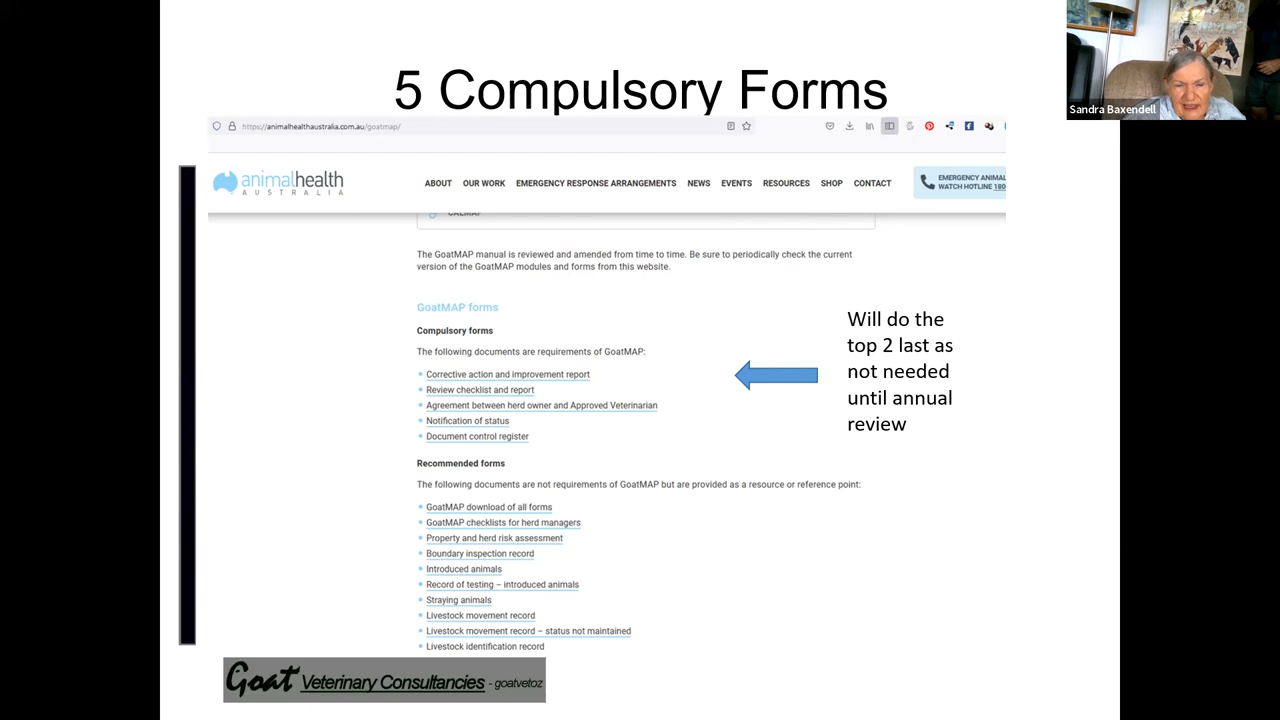 5 Compulsory Forms
Sandra Baxendell
https://animalhealthaustralia.com.au/goatmap/
animalhealth
AUSTRALIA
ABOUT OUR WORK EMERGENCY RESPONSE ARRANGEMENTS NEWS EVENTS RESOURCES SHOP CONTACT
EMERGENCY ANIMAL
WATCH HOTLINE 180
The GoatMAP manual is reviewed and amended from time to time. Be sure to periodically check the current
version of the GoatMAP modules and forms from this website.
GoatMAP forms
Compulsory forms
The following documents are requirements of GoatMAP:
Corrective action and improvement report
Review checklist and report
Agreement between herd owner and Approved Veterinarian
Notification of status
Document control register
Will do the
top 2 last as
not needed
until annual
review
Recommended forms
The following documents are not requirements of GoatMAP but are provided as a resource or reference point:
GoatMAP download of all forms
GoatMAP checklists for herd managers
Property and herd risk assessment
Boundary inspection record
Introduced animals
Record of testing – introduced animals
Straying animals
Livestock movement record
Livestock movement record – status not maintained
Livestock identification record
Goat Veterinary Consultancies - goatvetoz